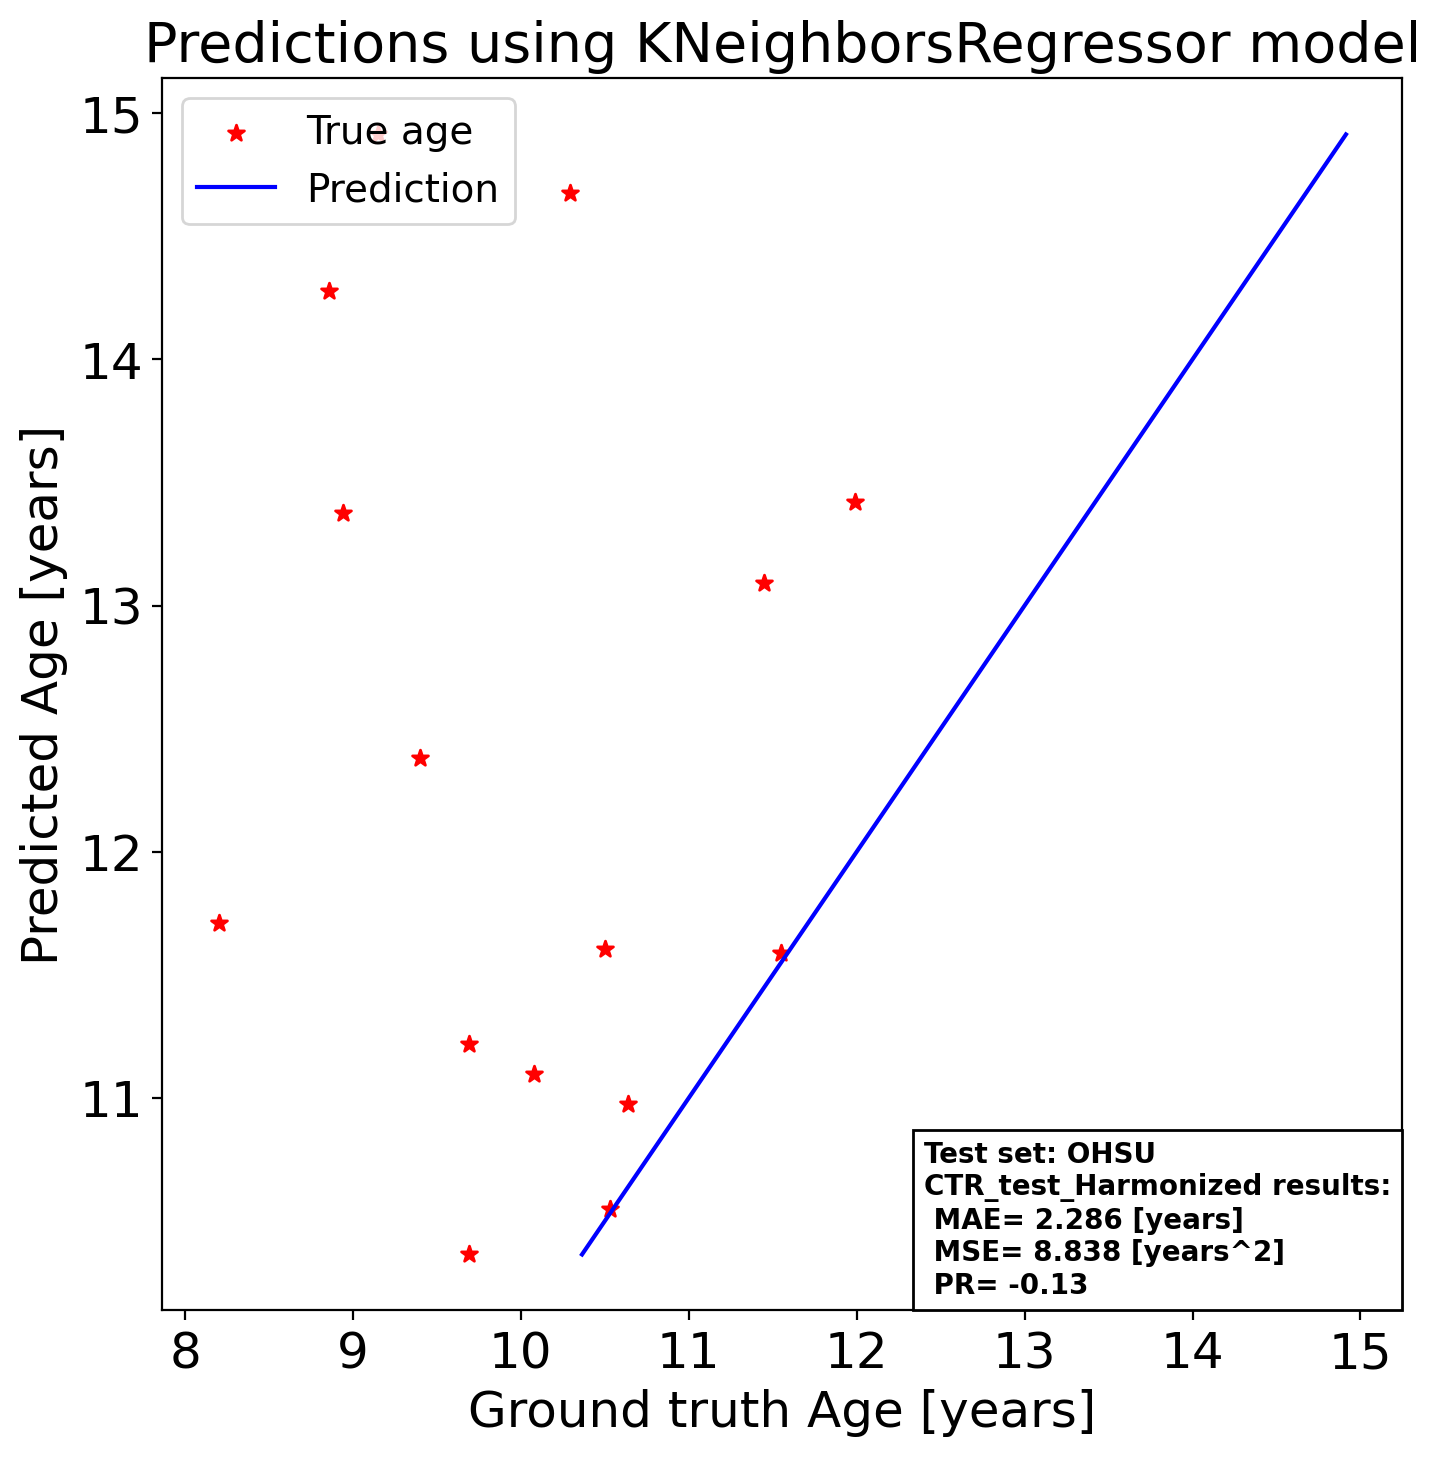 Predictions using KNeighborsRegressor model
True age
Prediction
15
14
13
12
11
Predicted Age [years]
8 9 10 11 12 13 14 15
Ground truth Age [years]
Test set: OHSU
CTR_test_Harmonized results:
MAE= 2.286 [years]
MSE= 8.838 [years^2]
PR= -0.13